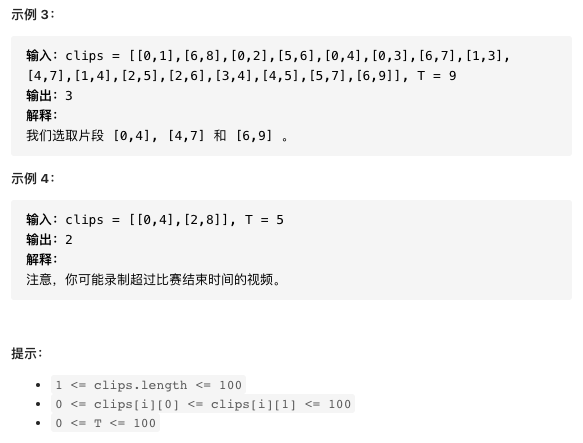 示例 3：
输入：clips = [[0,1],[6,8],[0,2],[5,6],[0,4],[0,3],[6,7],[1,3],
[4,7],[1,4],[2,5],[2,6],[3,4],[4,5],[5,7],[6,9]], T = 9
输出：3
解释：
我们选取片段 [0,4], [4,7] 和 [6,9] 。
示例 4：
输入：clips = [[0,4],[2,8]], T = 5
输出：2
解释：
注意，你可能录制超过比赛结束时间的视频。
提示：
• 1 <= clips.length <= 100
• 0 <= clips[i][0] <= clips[i][1] <= 100
• 0 <= T <= 100